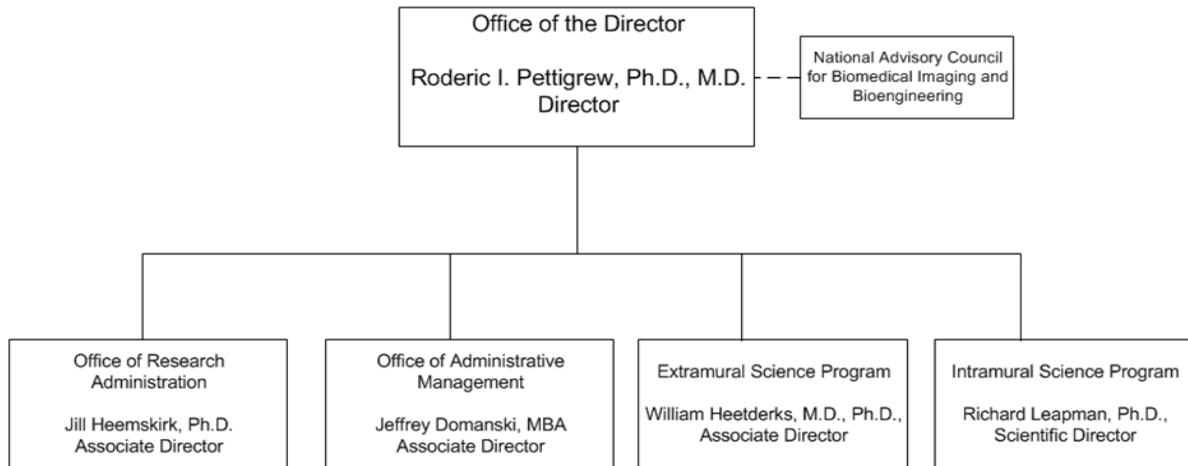 Office of the Director
Roderic I. Pettigrew, Ph.D., M.D.
Director
National Advisory Council
for Biomedical Imaging and
Bioengineering
Office of Research
Administration
Jill Heemskirk, Ph.D.
Associate Director
Office of Administrative
Management
Jeffrey Domanski, MBA
Associate Director
Extramural Science Program
William Heetderks, M.D., Ph.D.,
Associate Director
Intramural Science Program
Richard Leapman, Ph.D.,
Scientific Director